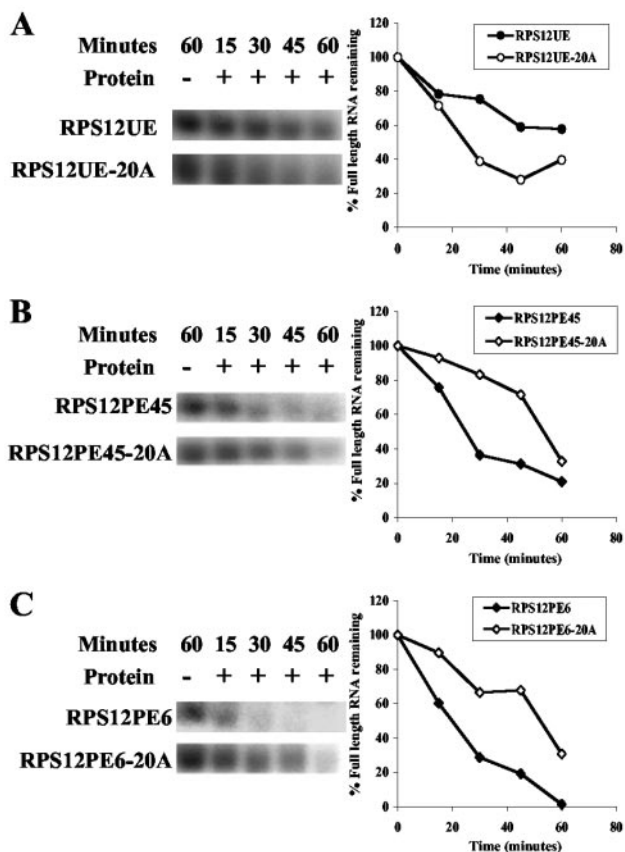 A
Minutes 60 15 30 45 60
Protein - + + + +
RPS12UE
RPS12UE-20A
% Full length RNA remaining
120
100
80
60
40
20
0
0 20 40 60 80
Time (minutes)
RPS12UE
RPS12UE-20A
B
Minutes 60 15 30 45 60
Protein - + + + +
RPS12PE45
RPS12PE45-20A
% Full length RNA remaining
120
100
80
60
40
20
0
0 20 40 60 80
Time (minutes)
RPS12PE45
RPS12PE45-20A
C
Minutes 60 15 30 45 60
Protein - + + + +
RPS12PE6
RPS12PE6-20A
% Full length RNA remaining
120
100
80
60
40
20
0
0 20 40 60 80
Time (minutes)
RPS12PE6
RPS12PE6-20A